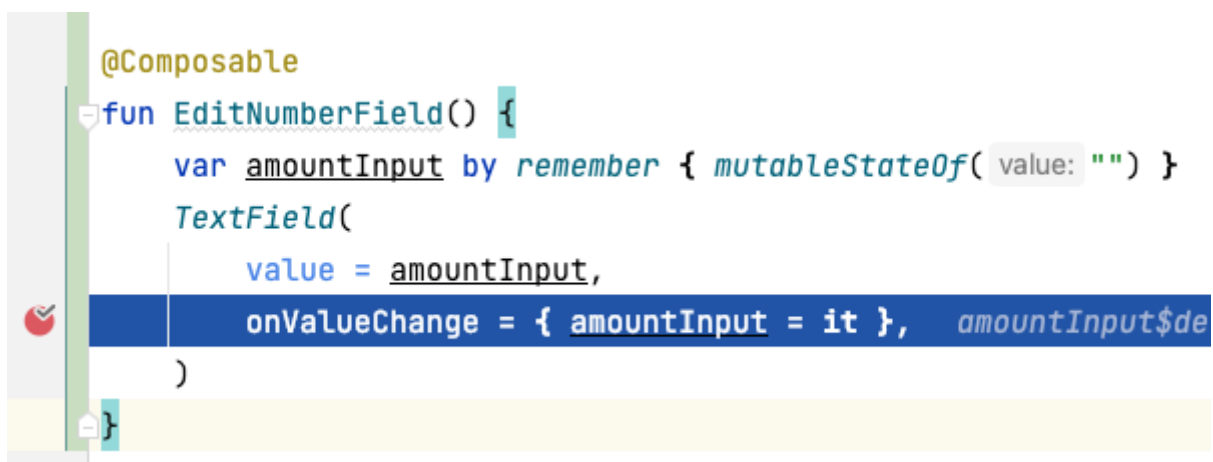 @Composable
fun EditNumberField() {
var amountInput by remember { mutableStateOf( value: "") }
TextField(
value = amountInput,
onValueChange = { amountInput = it }, amountInput$de
)
}